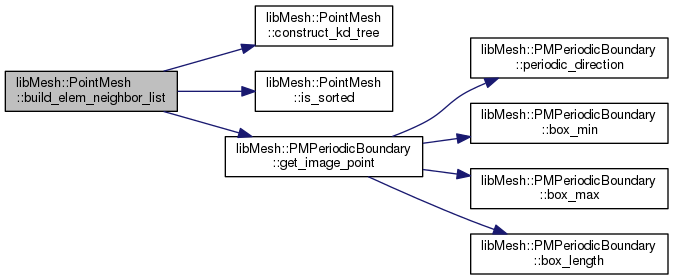 libMesh::PointMesh
::build_elem_neighbor_list
libMesh::PointMesh
::construct_kd_tree
libMesh::PointMesh
::is_sorted
libMesh::PMPeriodicBoundary
::get_image_point
libMesh::PMPeriodicBoundary
::periodic_direction
libMesh::PMPeriodicBoundary
::box_min
libMesh::PMPeriodicBoundary
::box_max
libMesh::PMPeriodicBoundary
::box_length